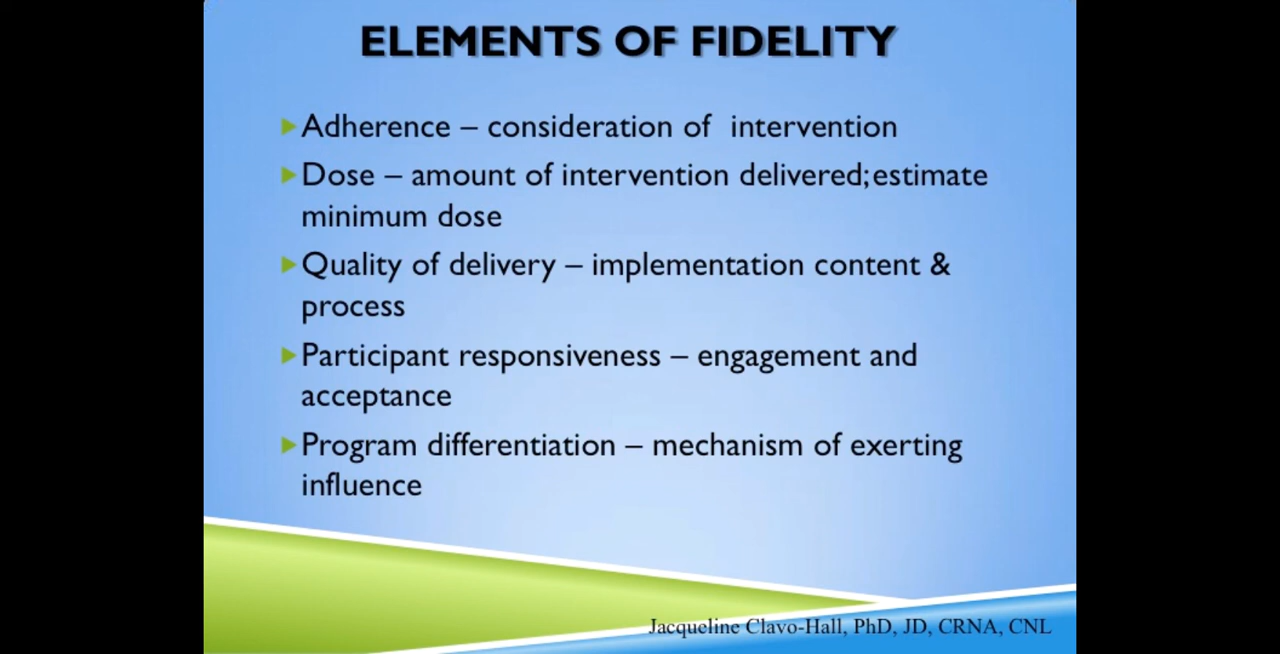 ELEMENTS OF FIDELITY
Adherence – consideration of intervention
Dose – amount of intervention delivered;estimate
minimum dose
Quality of delivery – implementation content &
process
Participant responsiveness – engagement and
acceptance
Program differentiation – mechanism of exerting
influence
Jacqueline Clavo-Hall, PhD, JD, CRNA, CNL